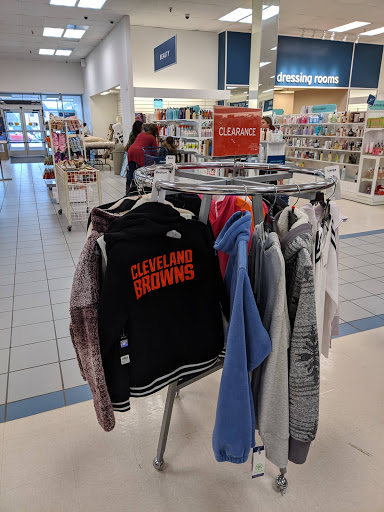 BEAUTY
dressing rooms
CLEARANCE
CLEVELAND
BROWNS